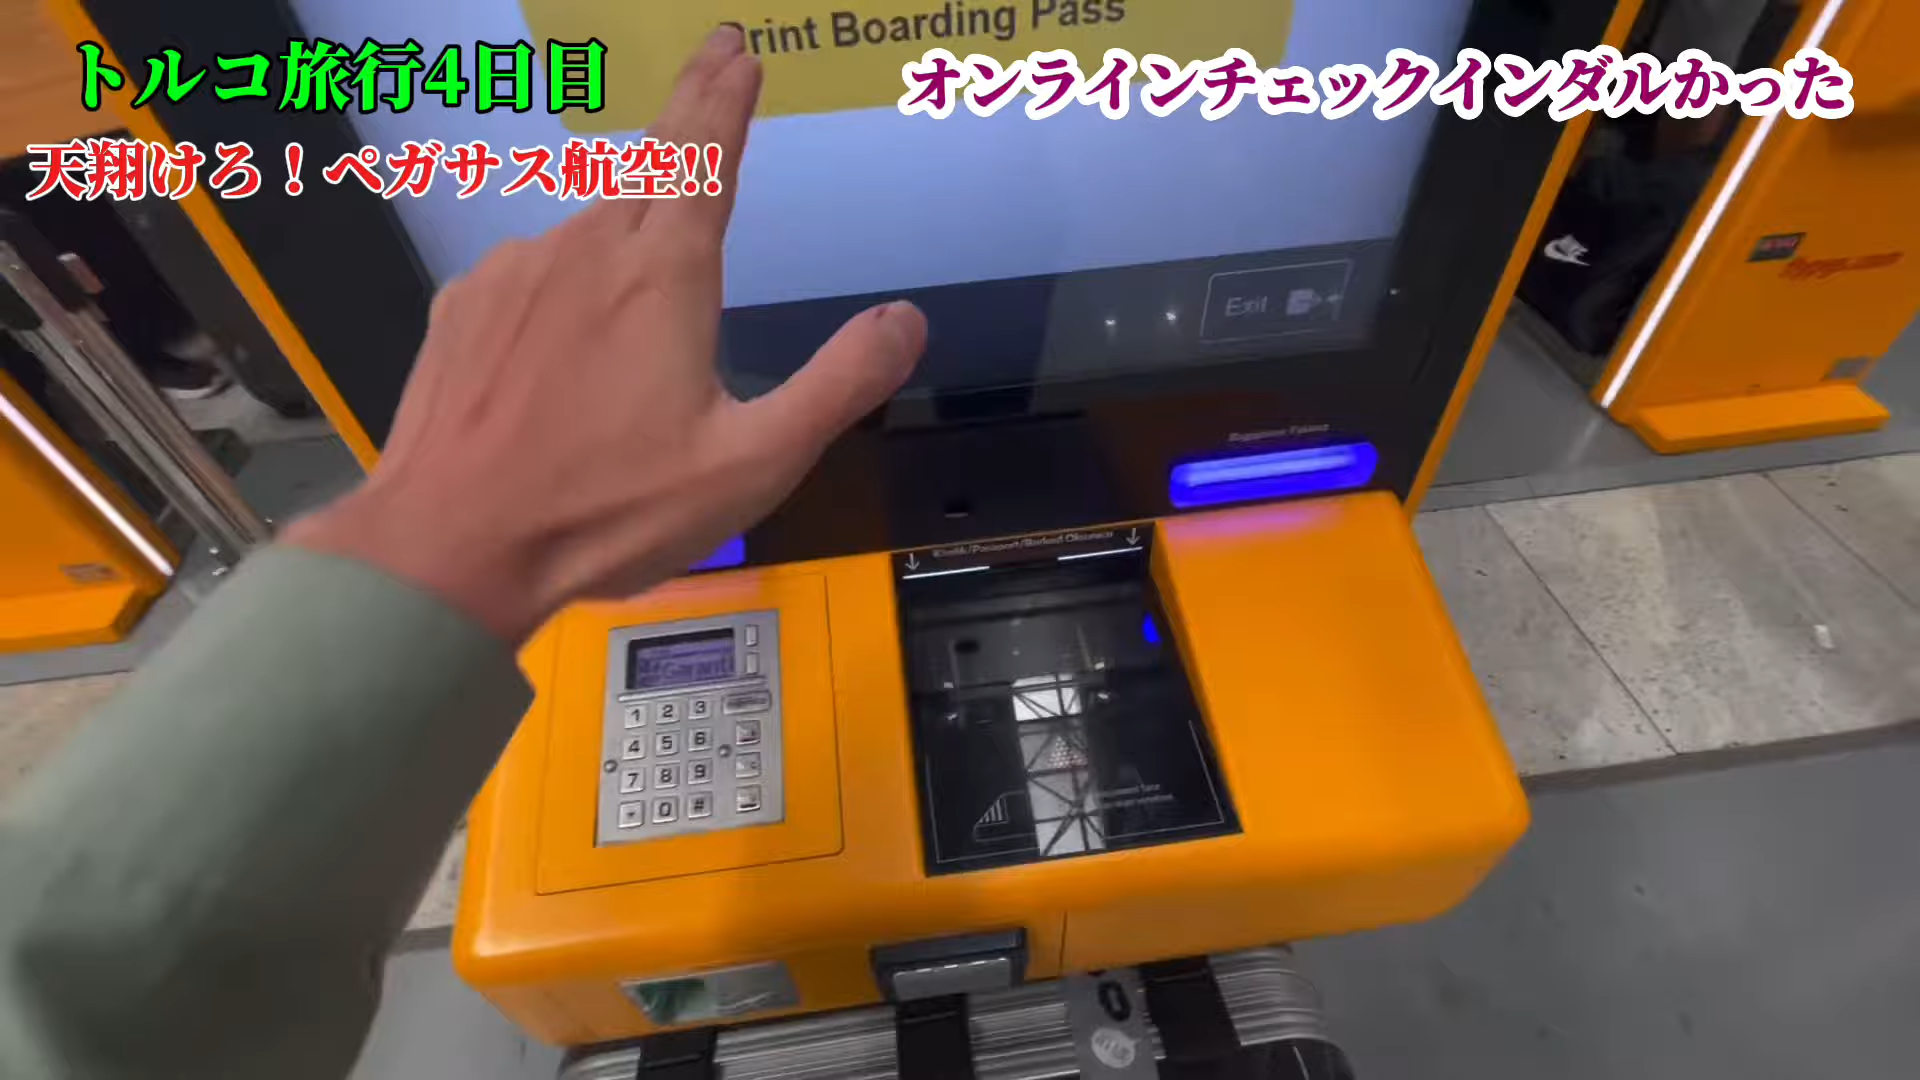 Print Boarding Pass
トルコ旅行4日目
オンラインチェックインダルかった
天翔けろ！ペガサス航空!!
Exit
1 2 3
4 5 6
7 8 9
* 0 #